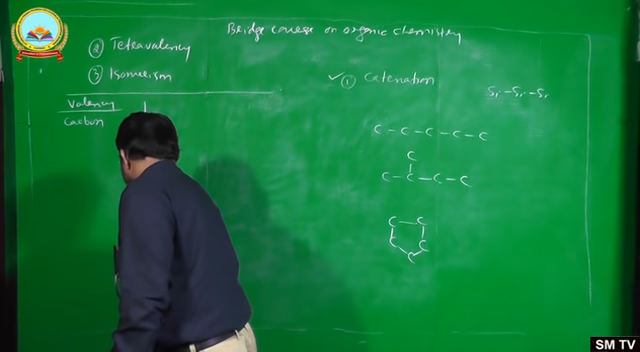 Bridge course on organic chemistry
② Tetravalency
③ Isomerism
✓① Catenation
Si-Si-Si
Valency
Carbon
C-C-C-C-C
C
C-C-C-C
C-C
C C
C
SM TV